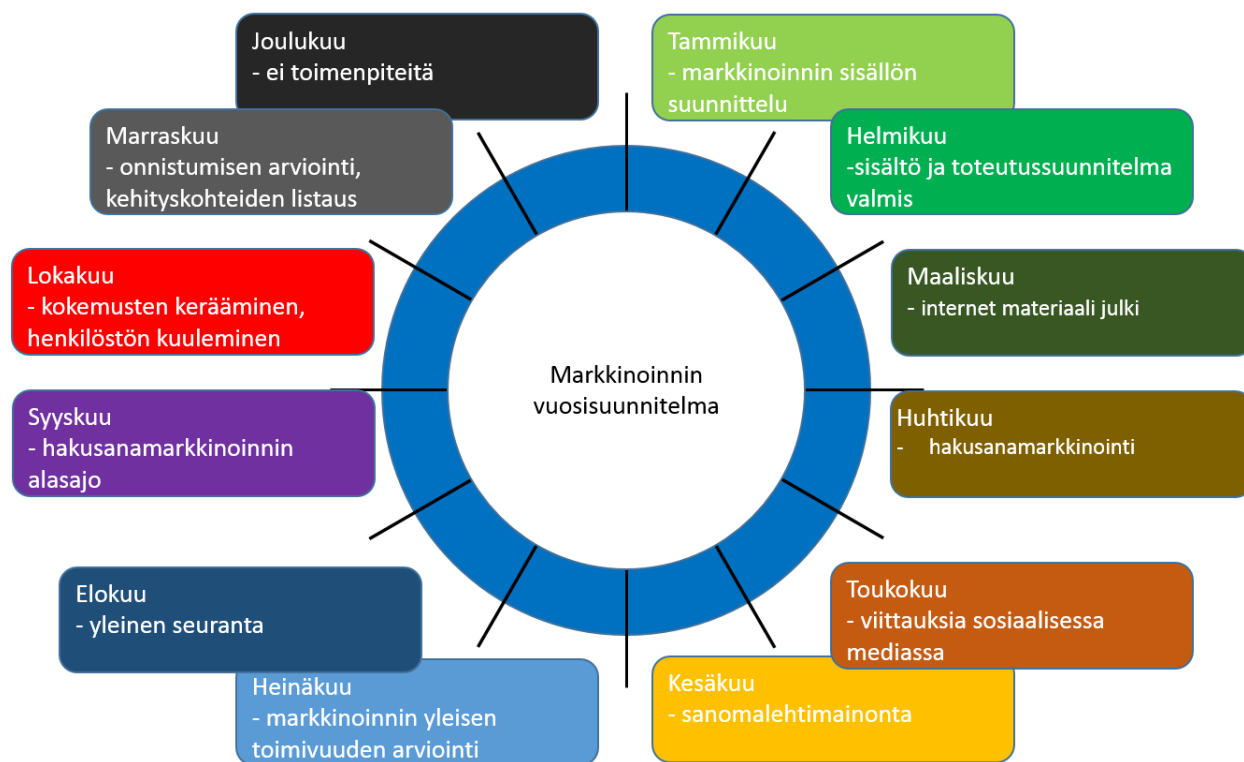 Joulukuu
- ei toimenpiteitä
Tammikuu
- markkinoinnin sisällön
suunnittelu
Marraskuu
- onnistumisen arviointi,
kehityskohteiden listaus
Helmikuu
-sisältö ja toteutussuunnitelma
valmis
Lokakuu
- kokemusten kerääminen,
henkilöstön kuuleminen
Maaliskuu
- internet materiaali julki
Markkinoinnin
vuosisuunnitelma
Syyskuu
- hakusanamarkkinoinnin
alasajo
Huhtikuu
- hakusanamarkkinointi
Elokuu
- yleinen seuranta
Toukokuu
- viittauksia sosiaalisessa
mediassa
Heinäkuu
- markkinoinnin yleisen
toimivuuden arviointi
Kesäkuu
- sanomalehtimainonta